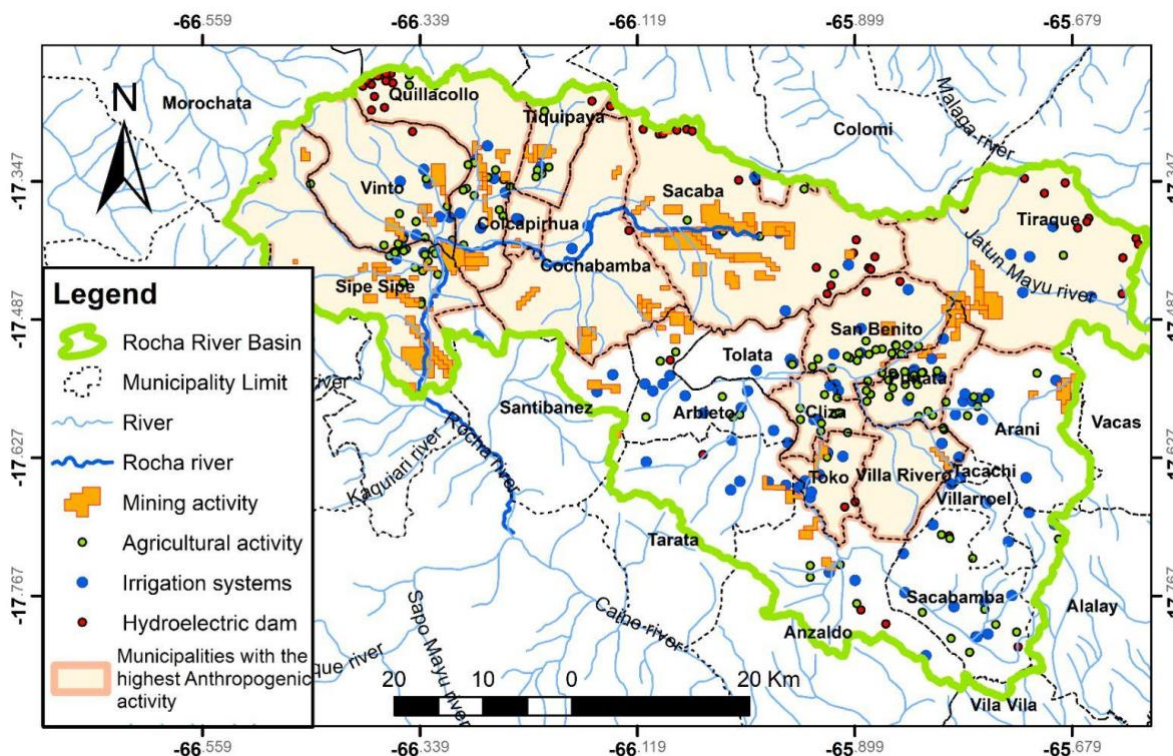 -66.559 -66.339 -66.119 -65.899 -65.679
N
Morochata
Quillacollo
Tiquipaya
Colomi
Malaga river
-17.347
-17.347
Vinto
Sacaba
Tiraque
Colcapirhua
Jatun Mayu river
Cochabamba
Sipe Sipe
-17.487
-17.487
San Benito
Tolata
Punata
Santibanez
Arbieto
Cliza
Arani
Vacas
Rocha river
Kaquiari river
-17.627
-17.627
Toko
Villa Rivero
Tacachi
Villarroel
Tarata
-17.767
-17.767
Sacabamba
Alalay
Anzaldo
Cathe river
Sapo Mayu river
Vila Vila
Legend
Rocha River Basin
Municipality Limit
river
River
Rocha river
Mining activity
Agricultural activity
Irrigation systems
Hydroelectric dam
Municipalities with the
highest Anthropogenic
activity
que river
20 10 0 20 Km
-66.559 -66.339 -66.119 -65.899 -65.679